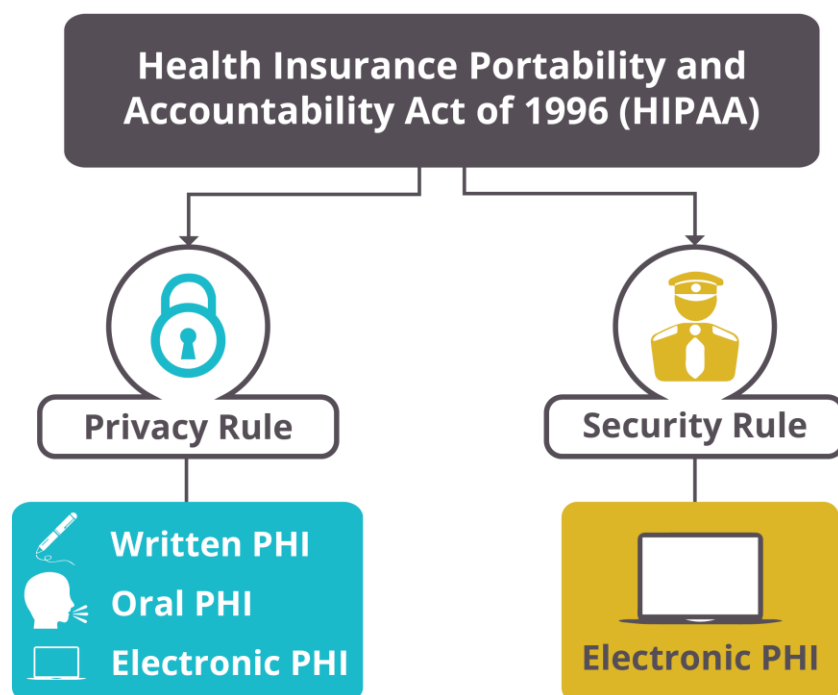 Health Insurance Portability and
Accountability Act of 1996 (HIPAA)
Privacy Rule
Security Rule
Written PHI
Oral PHI
Electronic PHI
Electronic PHI